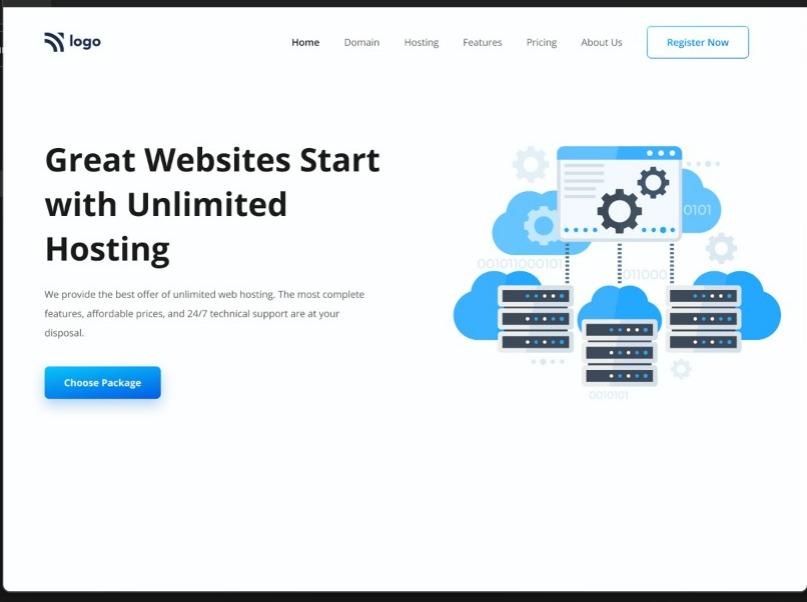 logo
Home Domain Hosting Features Pricing About Us Register Now
Great Websites Start
with Unlimited
Hosting
We provide the best offer of unlimited web hosting. The most complete
features, affordable prices, and 24/7 technical support are at your
disposal.
Choose Package
0101
001011000101
011000
0010101